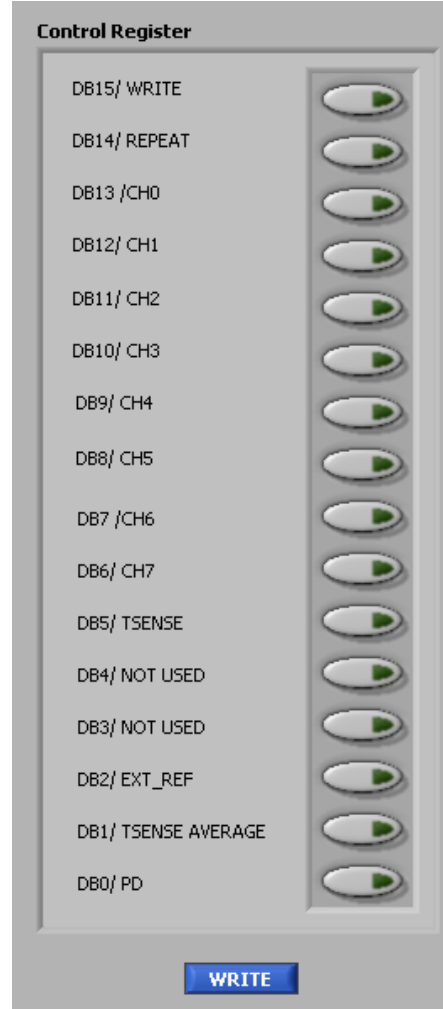 Control Register
DB15/ WRITE
DB14/ REPEAT
DB13 /CH0
DB12/ CH1
DB11/ CH2
DB10/ CH3
DB9/ CH4
DB8/ CH5
DB7 /CH6
DB6/ CH7
DB5/ TSENSE
DB4/ NOT USED
DB3/ NOT USED
DB2/ EXT_REF
DB1/ TSENSE AVERAGE
DB0/ PD
WRITE